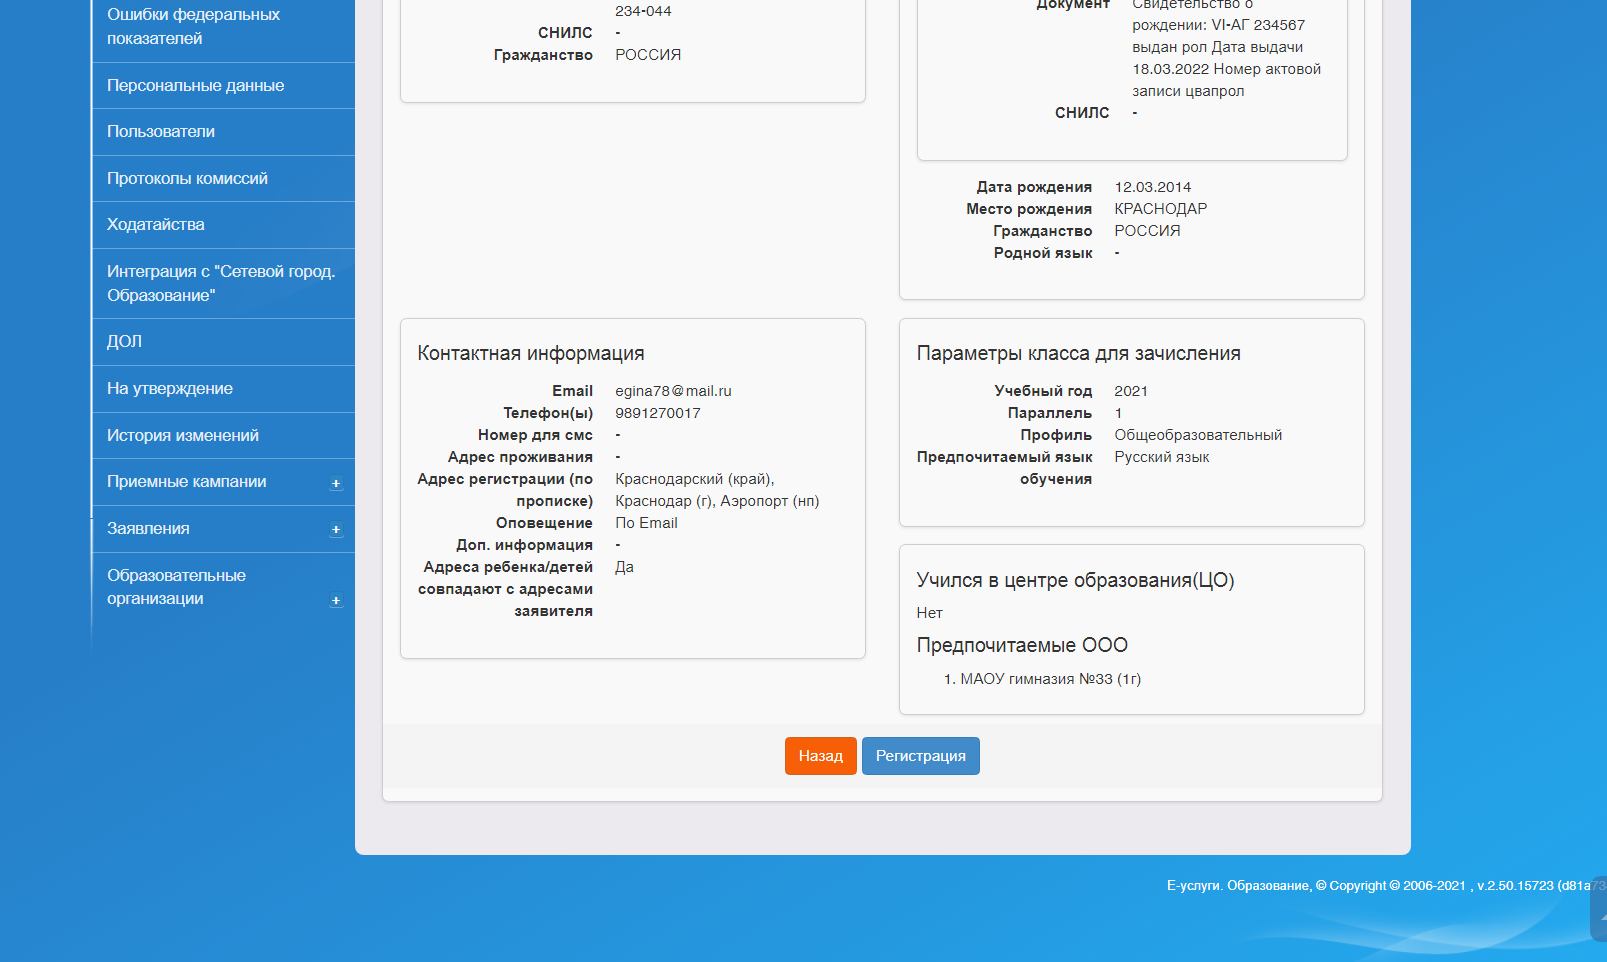 Ошибки федеральных
показателей
Персональные данные
Пользователи
Протоколы комиссий
Ходатайства
Интеграция с "Сетевой город.
Образование"
ДОЛ
На утверждение
История изменений
Приемные кампании
Заявления
Образовательные
организации
234-044
СНИЛС -
Гражданство РОССИЯ
Документ Свидетельство о
рождении: VI-АГ 234567
выдан рол Дата выдачи
18.03.2022 Номер актовой
записи цвапрол
СНИЛС -
Дата рождения 12.03.2014
Место рождения КРАСНОДАР
Гражданство РОССИЯ
Родной язык -
Контактная информация
Email egina78@mail.ru
Телефон(ы) 9891270017
Номер для смс -
Адрес проживания -
Адрес регистрации (по Краснодарский (край),
прописке) Краснодар (г), Аэропорт (нп)
Оповещение По Email
Доп. информация -
Адреса ребенка/детей Да
совпадают с адресами
заявителя
Параметры класса для зачисления
Учебный год 2021
Параллель 1
Профиль Общеобразовательный
Предпочитаемый язык Русский язык
обучения
Учился в центре образования(ЦО)
Нет
Предпочитаемые ООО
1. МАОУ гимназия №33 (1г)
Назад Регистрация
Е-услуги. Образование, © Copyright © 2006-2021 , v.2.50.15723 (d81a73